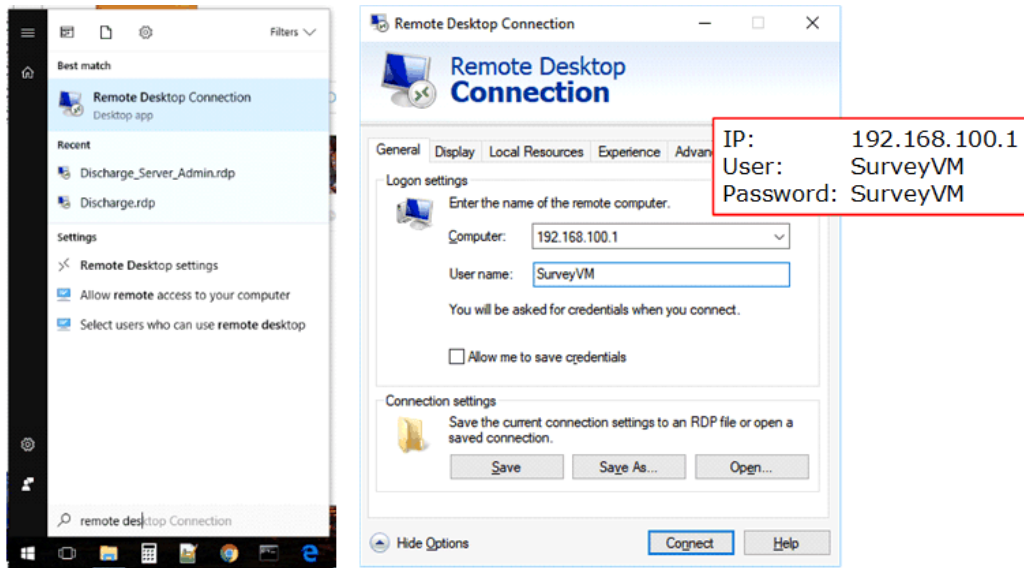 Filters
Best match
Remote Desktop Connection
Desktop app
Recent
Discharge_Server_Admin.rdp
Discharge.rdp
Settings
Remote Desktop settings
Allow remote access to your computer
Select users who can use remote desktop
remote desktop Connection
Remote Desktop Connection
Remote Desktop
Connection
General Display Local Resources Experience Advan
Logon settings
Enter the name of the remote computer.
Computer: 192.168.100.1
User name: SurveyVM
You will be asked for credentials when you connect.
Allow me to save credentials
Connection settings
Save the current connection settings to an RDP file or open a
saved connection.
Save Save As... Open...
Hide Options Connect Help
IP: 192.168.100.1
User: SurveyVM
Password: SurveyVM